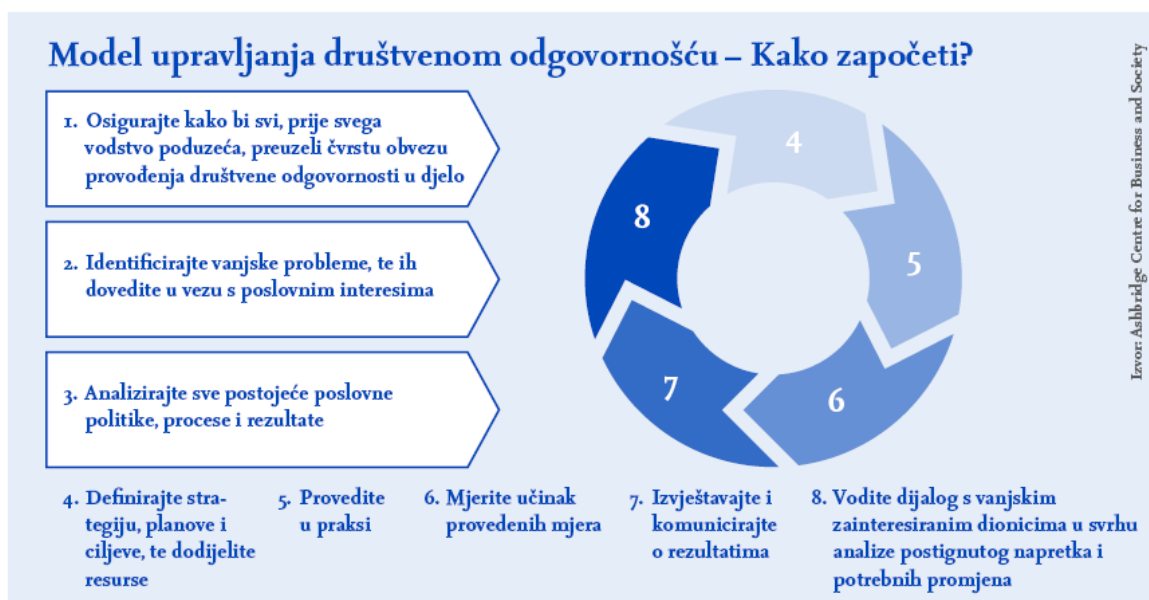 Model upravljanja društvenom odgovornošću – Kako započeti?
1. Osigurajte kako bi svi, prije svega
vodstvo poduzeća, preuzeli čvrstu obvezu
provođenja društvene odgovornosti u djelo
2. Identificirajte vanjske probleme, te ih
dovedite u vezu s poslovnim interesima
3. Analizirajte sve postojeće poslovne
politike, procese i rezultate
4
5
6
7
8
4. Definirajte stra-
tegiju, planove i
ciljeve, te dodijelite
resurse
5. Provedite
u praksi
6. Mjerite učinak
provedenih mjera
7. Izvještavajte i
komunicirajte
o rezultatima
8. Vodite dijalog s vanjskim
zainteresiranim dionicima u svrhu
analize postignutog napretka i
potrebnih promjena
Izvor: Ashbridge Centre for Business and Society